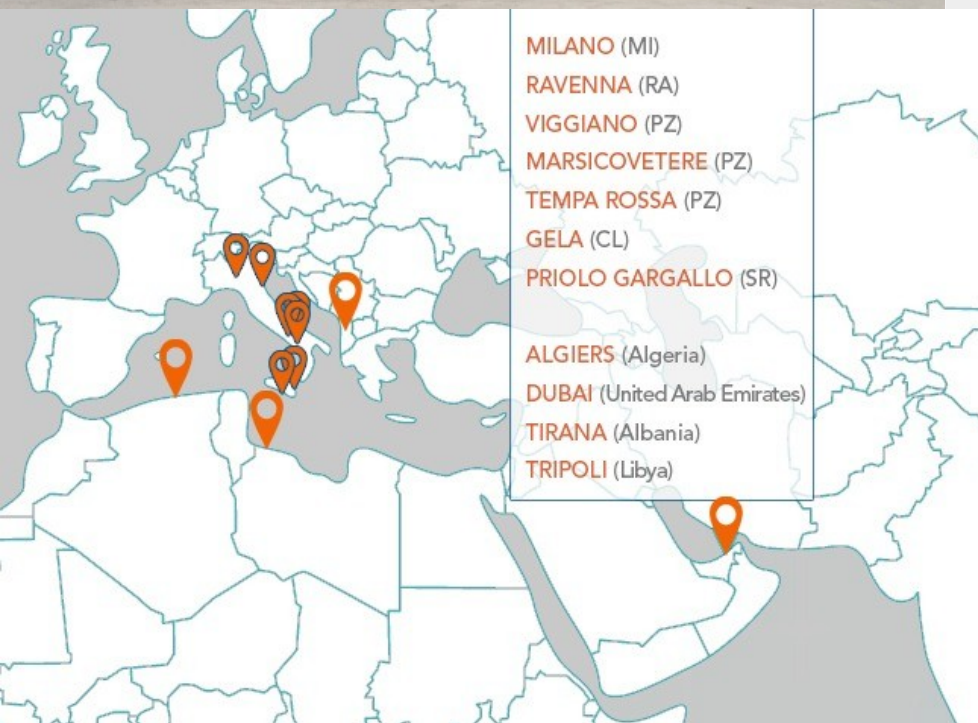 MILANO (MI)
RAVENNA (RA)
VIGGIANO (PZ)
MARSICOVETERE (PZ)
TEMPA ROSSA (PZ)
GELA (CL)
PRIOLO GARGALLO (SR)
ALGIERS (Algeria)
DUBAI (United Arab Emirates)
TIRANA (Albania)
TRIPOLI (Libya)